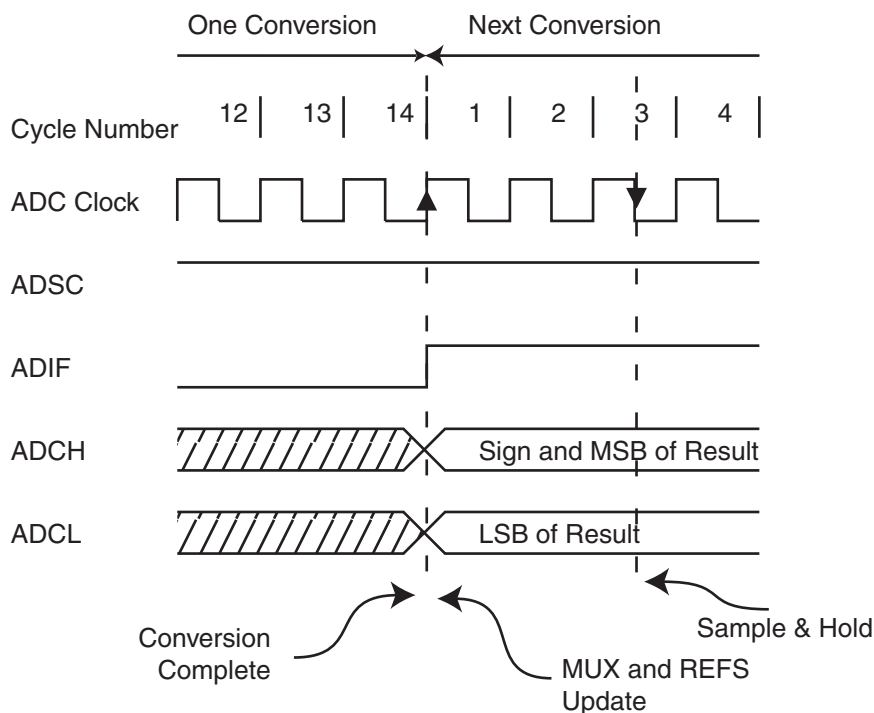 One Conversion Next Conversion
Cycle Number 12 13 14 1 2 3 4
ADC Clock
ADSC
ADIF
ADCH Sign and MSB of Result
ADCL LSB of Result
Conversion
Complete
MUX and REFS
Update
Sample & Hold